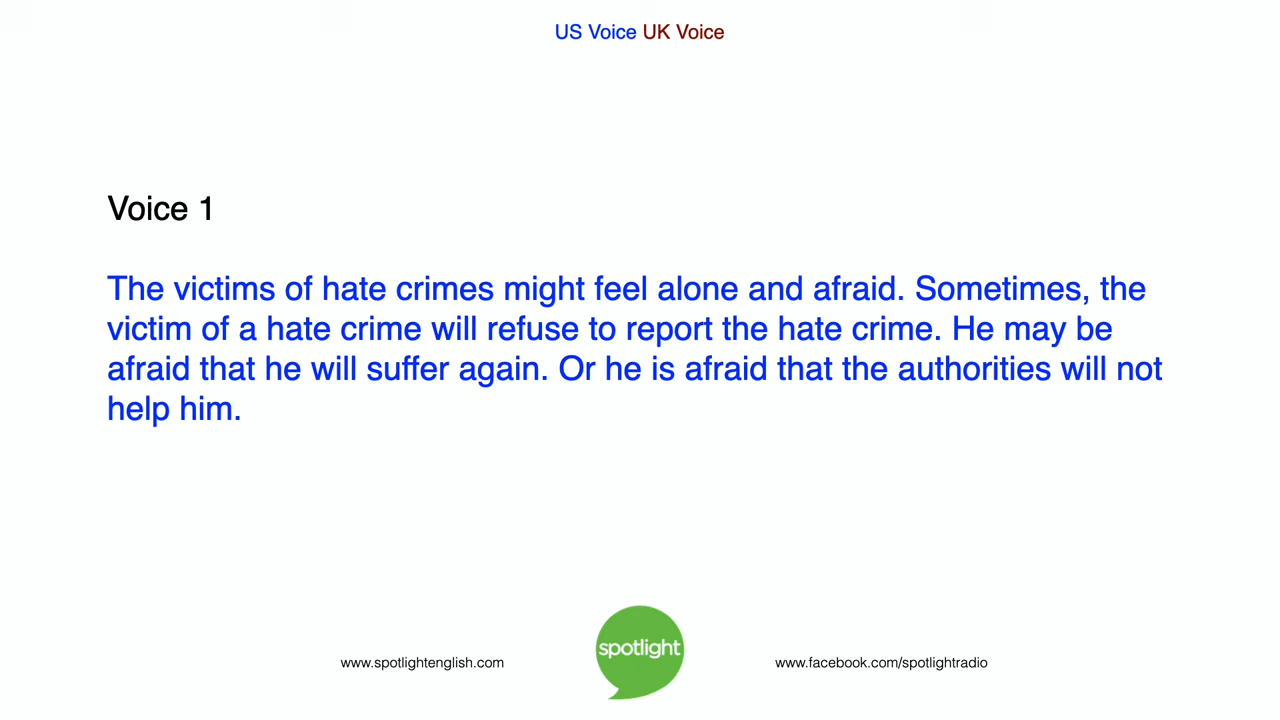 US Voice UK Voice
Voice 1
The victims of hate crimes might feel alone and afraid. Sometimes, the
victim of a hate crime will refuse to report the hate crime. He may be
afraid that he will suffer again. Or he is afraid that the authorities will not
help him.
www.spotlightenglish.com
spotlight
www.facebook.com/spotlightradio